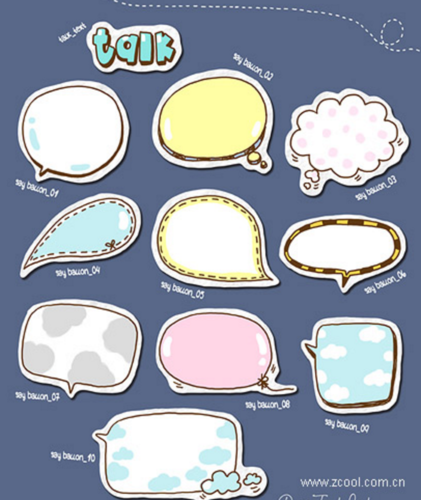 talk_text
talk
say balloon_02
say balloon_01
say balloon_03
say balloon_04
say balloon_05
say balloon_06
say balloon_07
say balloon_08
say balloon_09
say balloon_10
www.zcool.com.cn